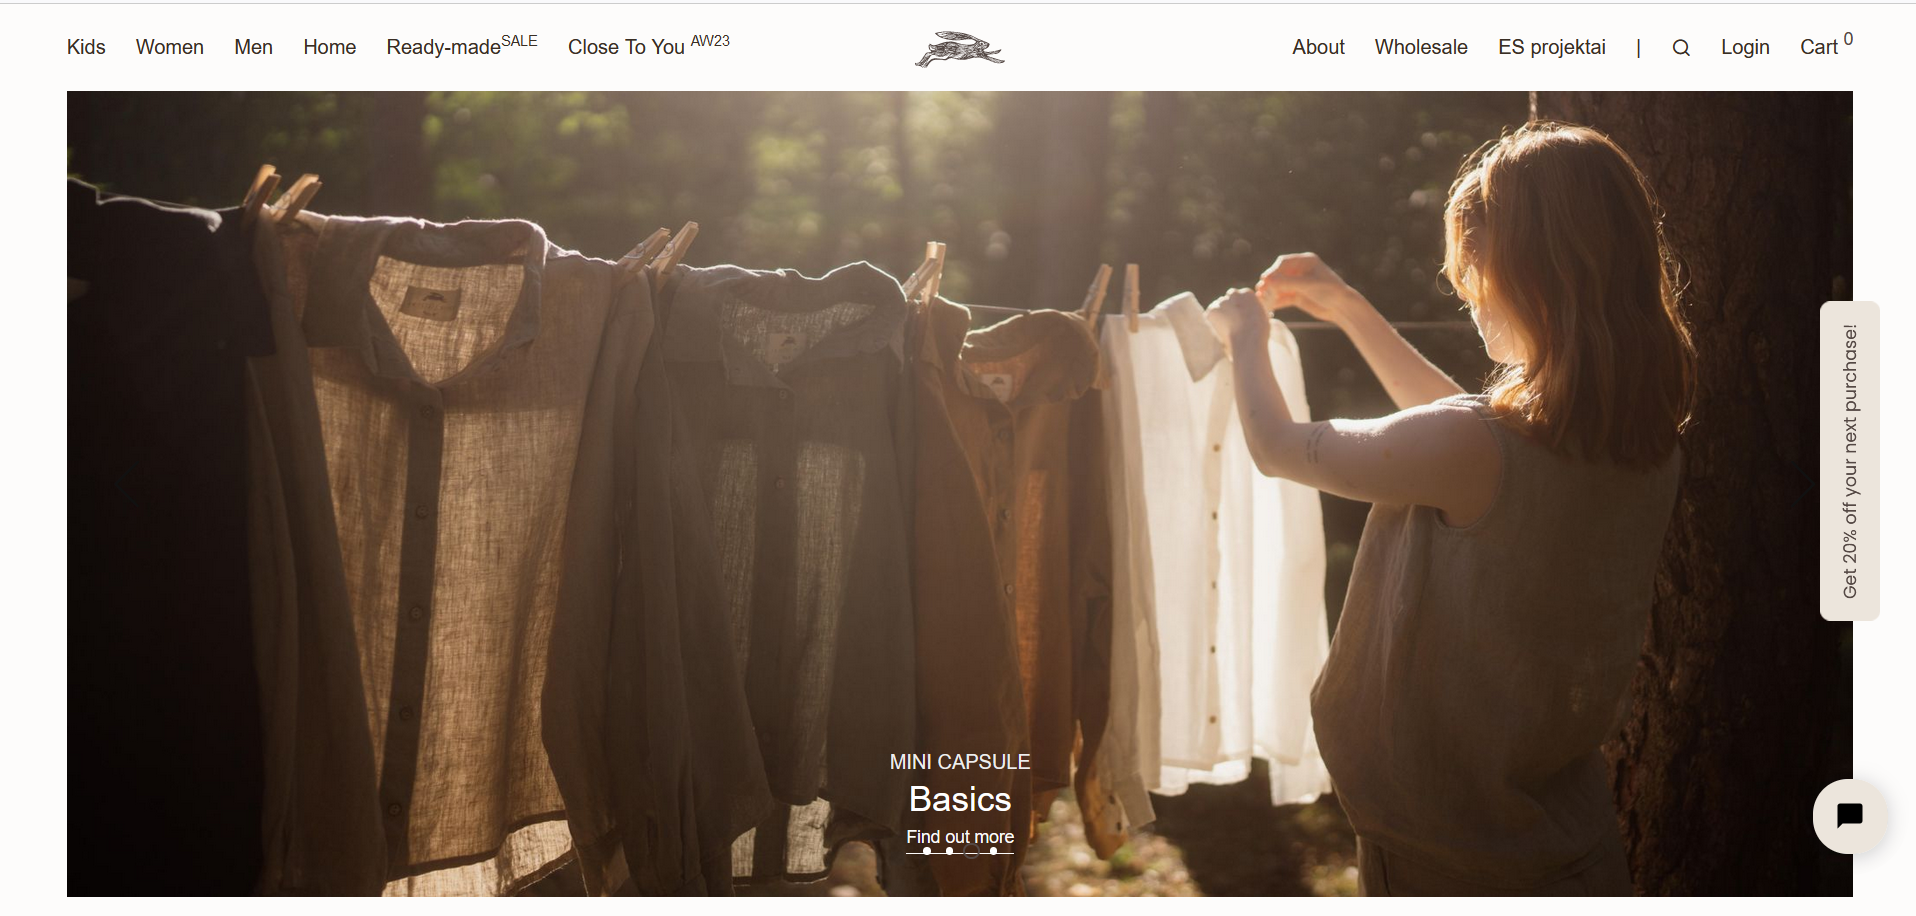 Kids Women Men Home Ready-made SALE Close To You AW23 About Wholesale ES projektai | Login Cart 0
Get 20% off your next purchase!
MINI CAPSULE
Basics
Find out more